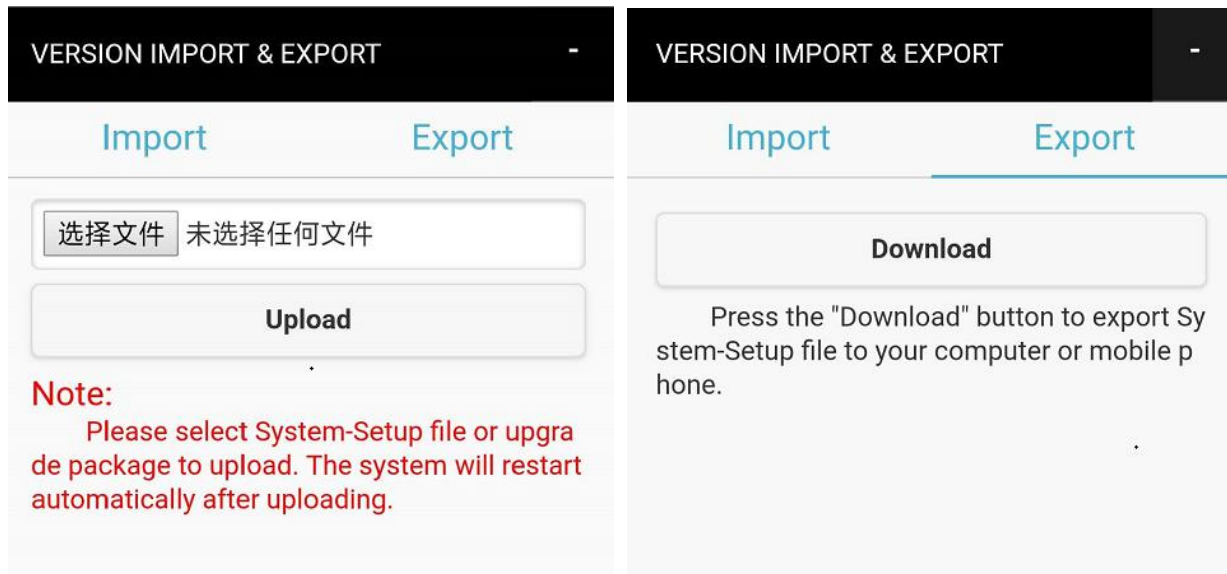 VERSION IMPORT & EXPORT -
Import Export
选择文件 未选择任何文件
Upload
Note:
Please select System-Setup file or upgra
de package to upload. The system will restart
automatically after uploading.
VERSION IMPORT & EXPORT -
Import Export
Download
Press the "Download" button to export Sy
stem-Setup file to your computer or mobile p
hone.